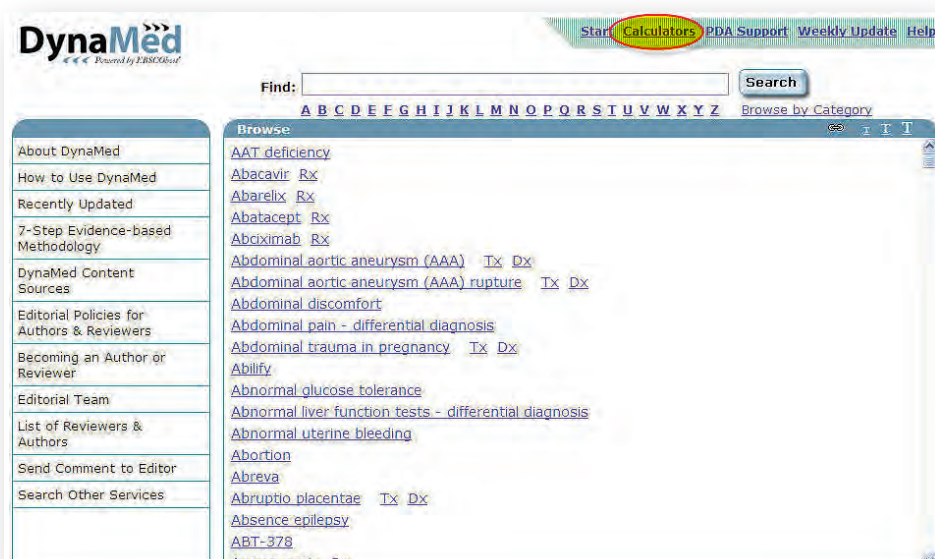 DynaMed
Powered by EBSCOhost
Start Calculators PDA Support Weekly Update Help
Find: Search
A B C D E F G H I J K L M N O P Q R S T U V W X Y Z Browse by Category
About DynaMed
How to Use DynaMed
Recently Updated
7-Step Evidence-based
Methodology
DynaMed Content
Sources
Editorial Policies for
Authors & Reviewers
Becoming an Author or
Reviewer
Editorial Team
List of Reviewers &
Authors
Send Comment to Editor
Search Other Services
Browse T T T
AAT deficiency
Abacavir Rx
Abarelix Rx
Abatacept Rx
Abciximab Rx
Abdominal aortic aneurysm (AAA) Tx Dx
Abdominal aortic aneurysm (AAA) rupture Tx Dx
Abdominal discomfort
Abdominal pain - differential diagnosis
Abdominal trauma in pregnancy Tx Dx
Abilify
Abnormal glucose tolerance
Abnormal liver function tests - differential diagnosis
Abnormal uterine bleeding
Abortion
Abreva
Abruptio placentae Tx Dx
Absence epilepsy
ABT-378